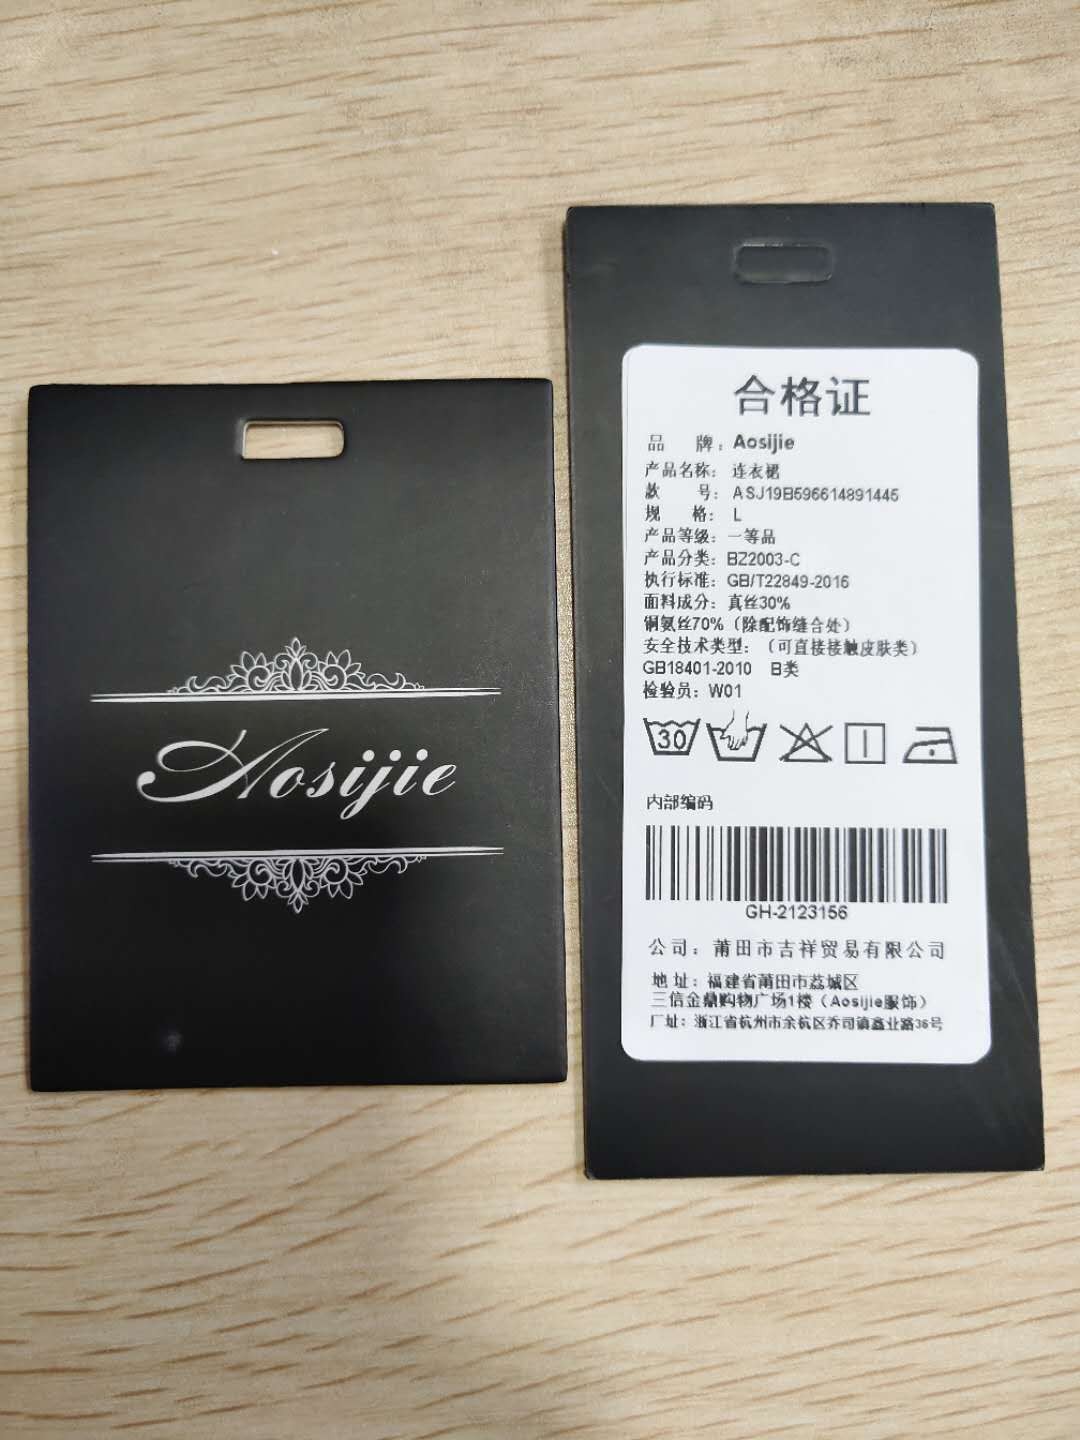 Aosijie
合格证
品 牌：Aosijie
产品名称： 连衣裙
款 号：ASJ19B596614891445
规 格： L
产品等级：一等品
产品分类：BZ2003-C
执行标准：GB/T22849-2016
面料成分：真丝30%
铜氨丝70%（除配饰缝合处）
安全技术类型：（可直接接触皮肤类）
GB18401-2010 B类
检验员：W01
30
内部编码
GH-2123156
公司：莆田市吉祥贸易有限公司
地址：福建省莆田市荔城区
三信金鼎购物广场1楼（Aosijie服饰）
厂址：浙江省杭州市余杭区乔司镇鑫业路36号